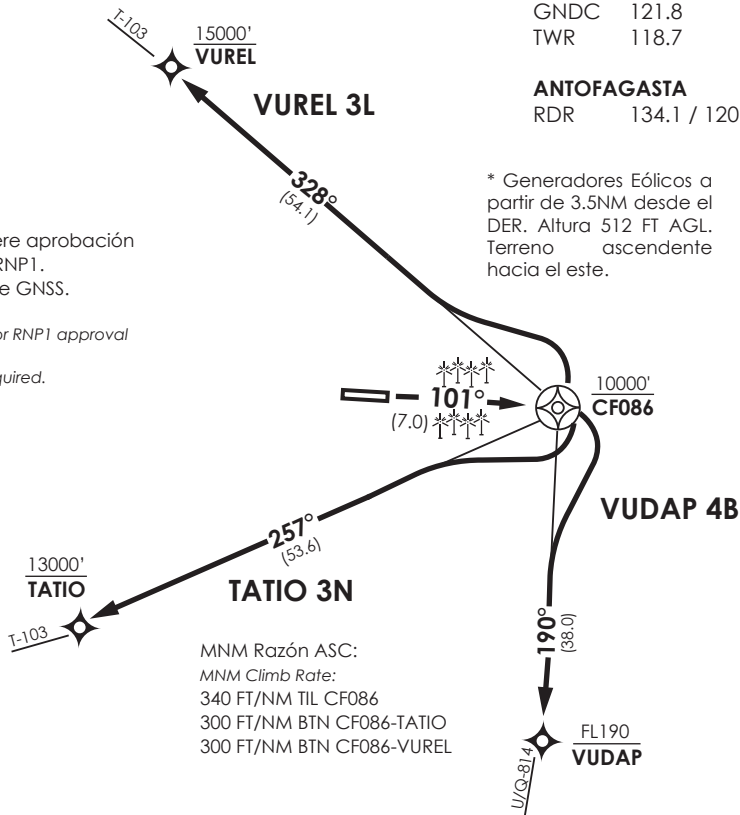 T-103
15000'
VUREL
VUREL 3L
GNDC 121.8
TWR 118.7
ANTOFAGASTA
RDR 134.1 / 120
* Generadores Eólicos a
partir de 3.5NM desde el
DER. Altura 512 FT AGL.
Terreno ascendente
hacia el este.
328°
(54.1)
ere aprobación
RNP1.
e GNSS.
or RNP1 approval
quired.
101°
(7.0)
10000'
CF086
VUDAP 4B
257°
(53.6)
13000'
TATIO
T-103
TATIO 3N
190°
(38.0)
MNM Razón ASC:
MNM Climb Rate:
340 FT/NM TIL CF086
300 FT/NM BTN CF086-TATIO
300 FT/NM BTN CF086-VUREL
FL190
VUDAP
U/Q-814